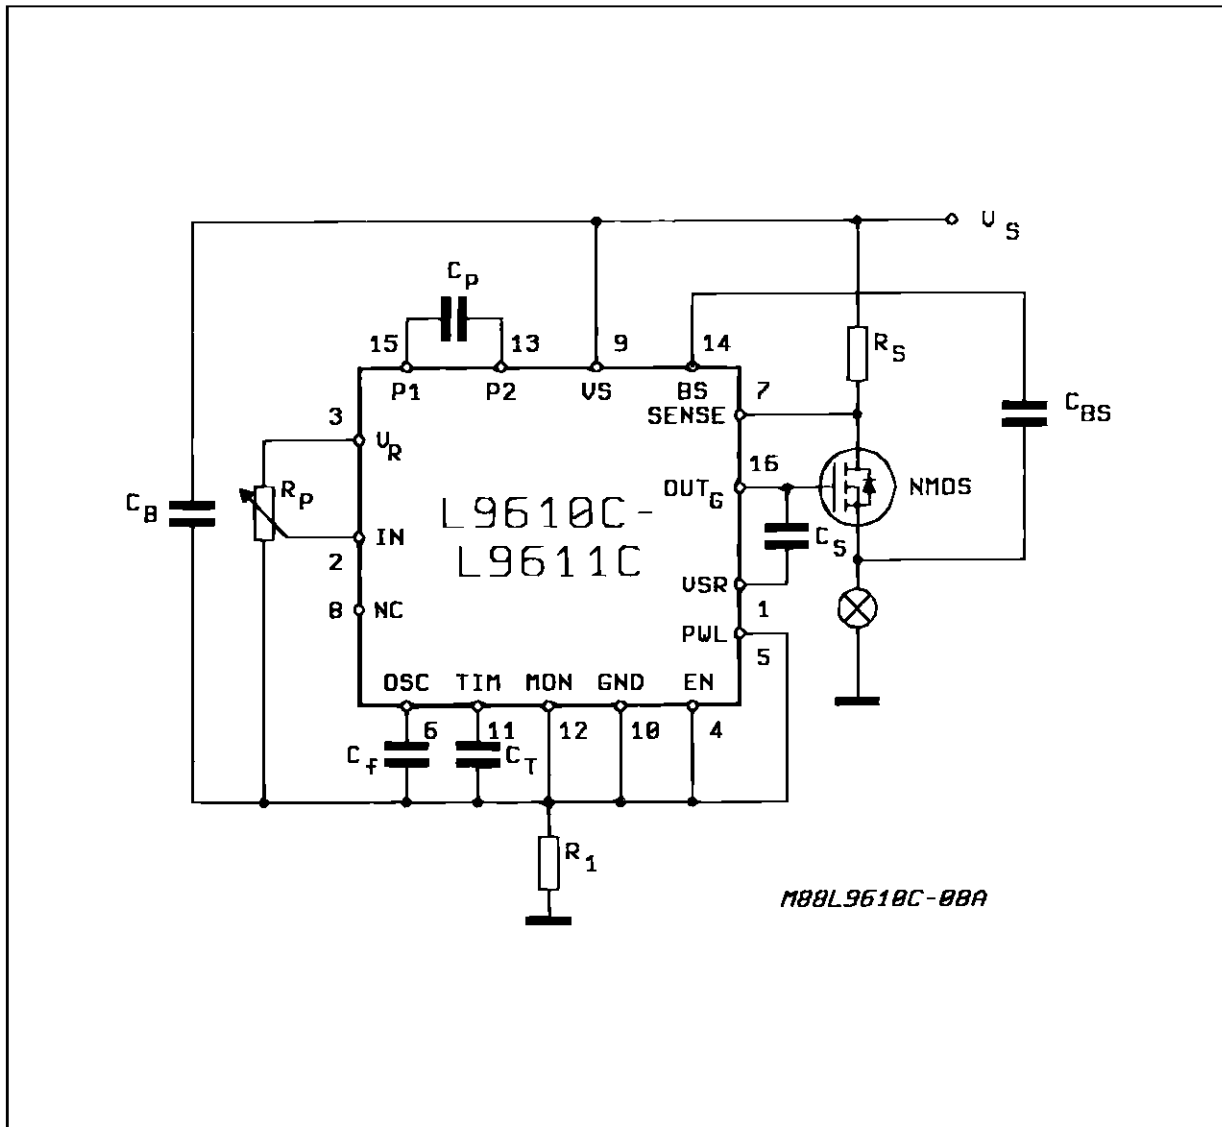 U S
C P
15 13 9 14
R S
P1 P2 VS BS 7
C BS
3 SENSE
U R
16
R P OUT G NMOS
C B L9610C-
IN L9611C C S
2
8 NC VSR
1
PWL
5
OSC TIM MON GND EN
6 11 12 10 4
C f C T
R 1
M88L9610C-08A